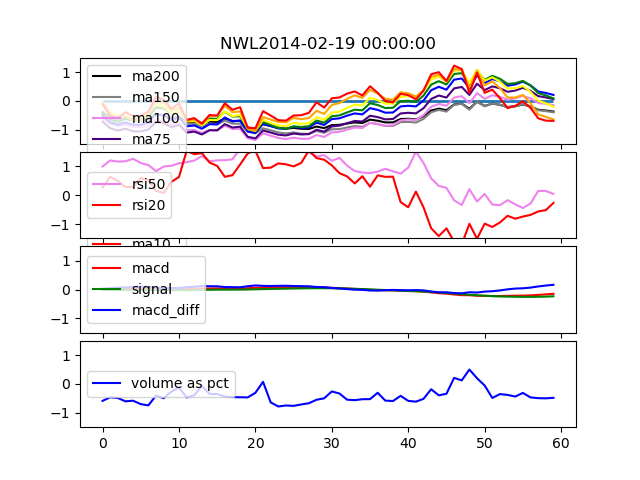 NWL2014-02-19 00:00:00
1
0
−1
ma200
ma150
ma100
ma75
1
0
−1
rsi50
rsi20
ma10
1
0
−1
macd
signal
macd_diff
1
0
−1
volume as pct
0 10 20 30 40 50 60